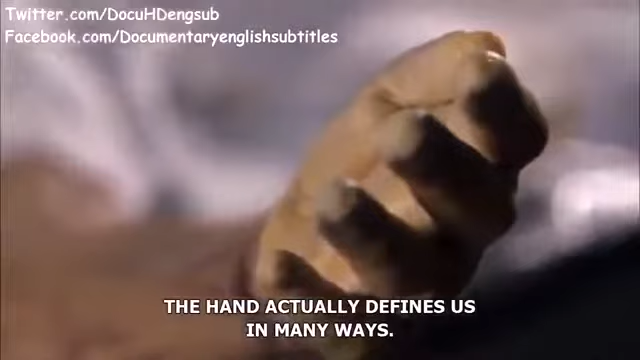 Twitter.com/DocuHDengsub
Facebook.com/Documentaryenglishsubtitles
THE HAND ACTUALLY DEFINES US
IN MANY WAYS.